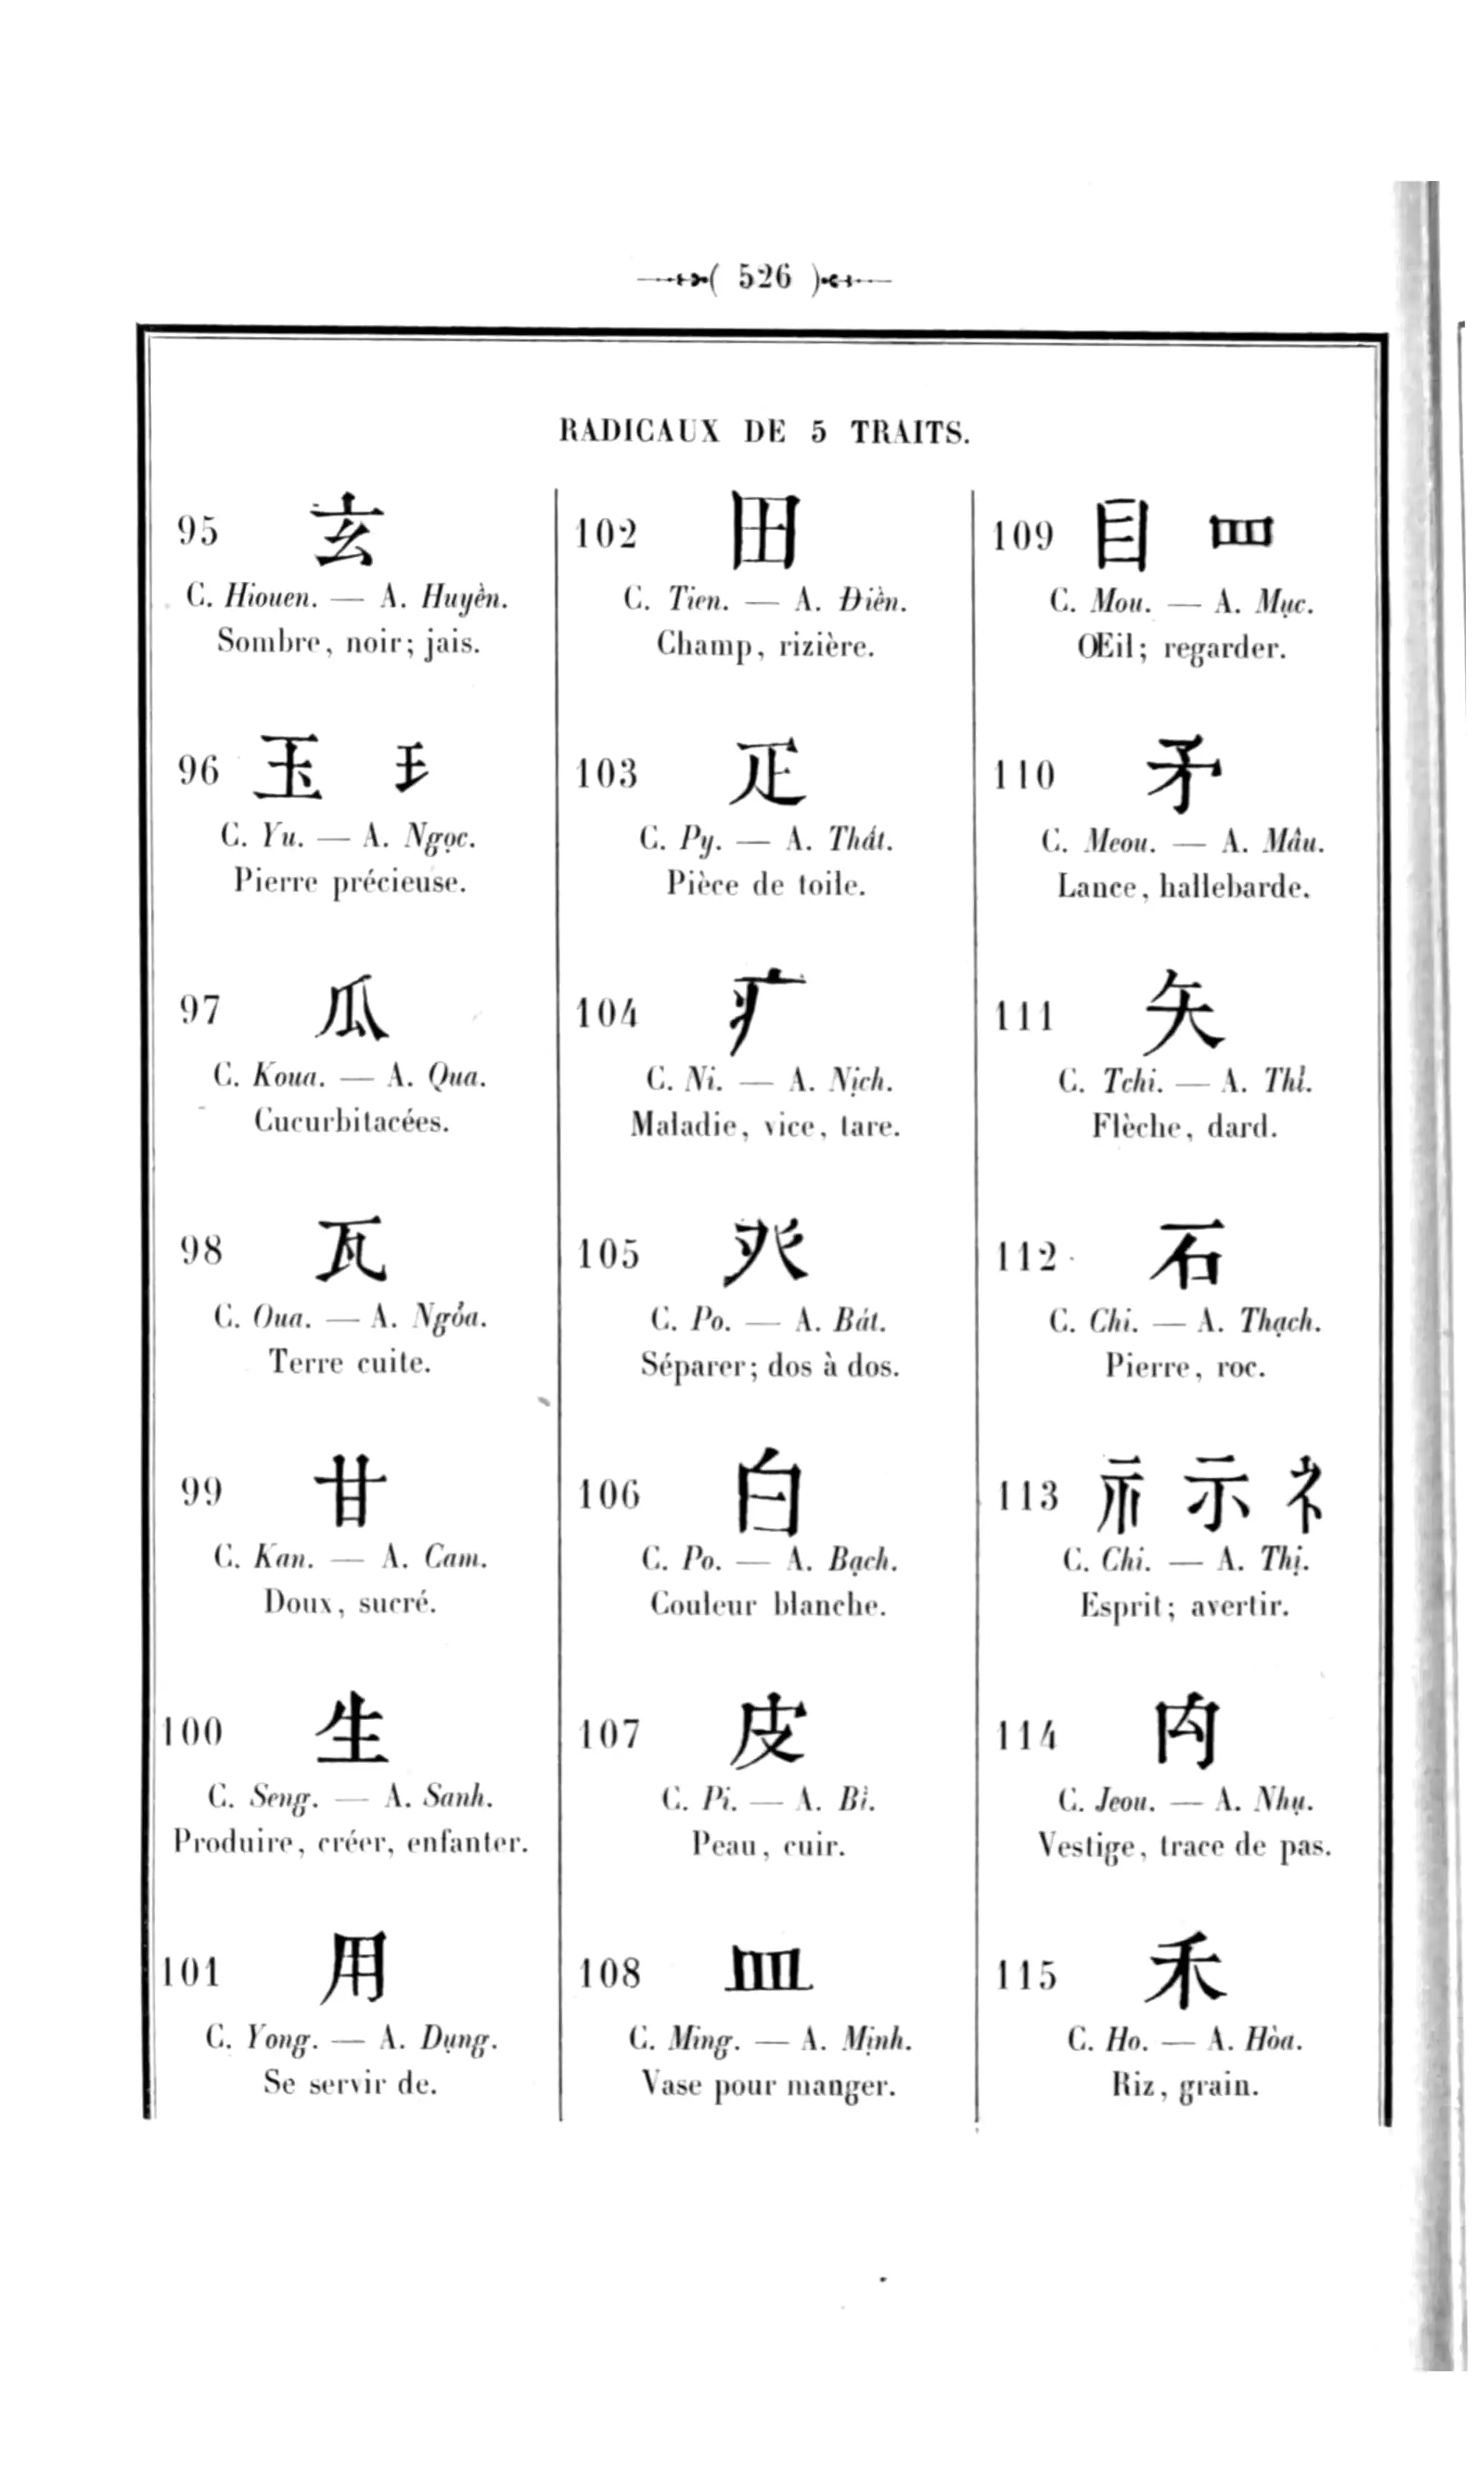 ( 526 )
RADICAUX DE 5 TRAITS.
95 玄
C. Hiouen. — A. Huyền.
Sombre, noir; jais.
96 玉 𤣩
C. Yu. — A. Ngọc.
Pierre précieuse.
97 瓜
C. Koua. — A. Qua.
Cucurbitacées.
98 瓦
C. Oua. — A. Ngỏa.
Terre cuite.
99 甘
C. Kan. — A. Cam.
Doux, sucré.
100 生
C. Seng. — A. Sanh.
Produire, créer, enfanter.
101 用
C. Yong. — A. Dụng.
Se servir de.
102 田
C. Tien. — A. Điền.
Champ, rizière.
103 疋
C. Py. — A. Thất.
Pièce de toile.
104 疒
C. Ni. — A. Nịch.
Maladie, vice, tare.
105 癶
C. Po. — A. Bát.
Séparer; dos à dos.
106 白
C. Po. — A. Bạch.
Couleur blanche.
107 皮
C. Pi. — A. Bì.
Peau, cuir.
108 皿
C. Ming. — A. Mịnh.
Vase pour manger.
109 目 罒
C. Mou. — A. Mục.
Œil; regarder.
110 矛
C. Meou. — A. Mâu.
Lance, hallebarde.
111 矢
C. Tchi. — A. Thỉ.
Flèche, dard.
112 石
C. Chi. — A. Thạch.
Pierre, roc.
113 𥘅 示 礻
C. Chi. — A. Thị.
Esprit; avertir.
114 禸
C. Jeou. — A. Nhụ.
Vestige, trace de pas.
115 禾
C. Ho. — A. Hòa.
Riz, grain.